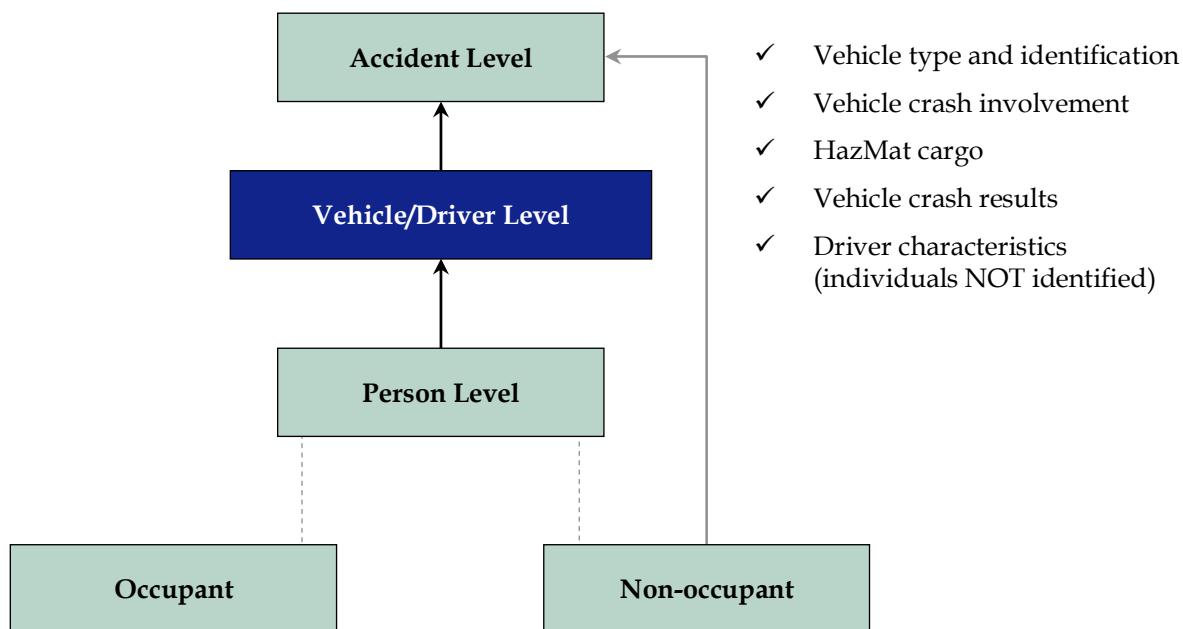 Accident Level
Vehicle/Driver Level
Person Level
Occupant
Non-occupant
✓ Vehicle type and identification
✓ Vehicle crash involvement
✓ HazMat cargo
✓ Vehicle crash results
✓ Driver characteristics
(individuals NOT identified)